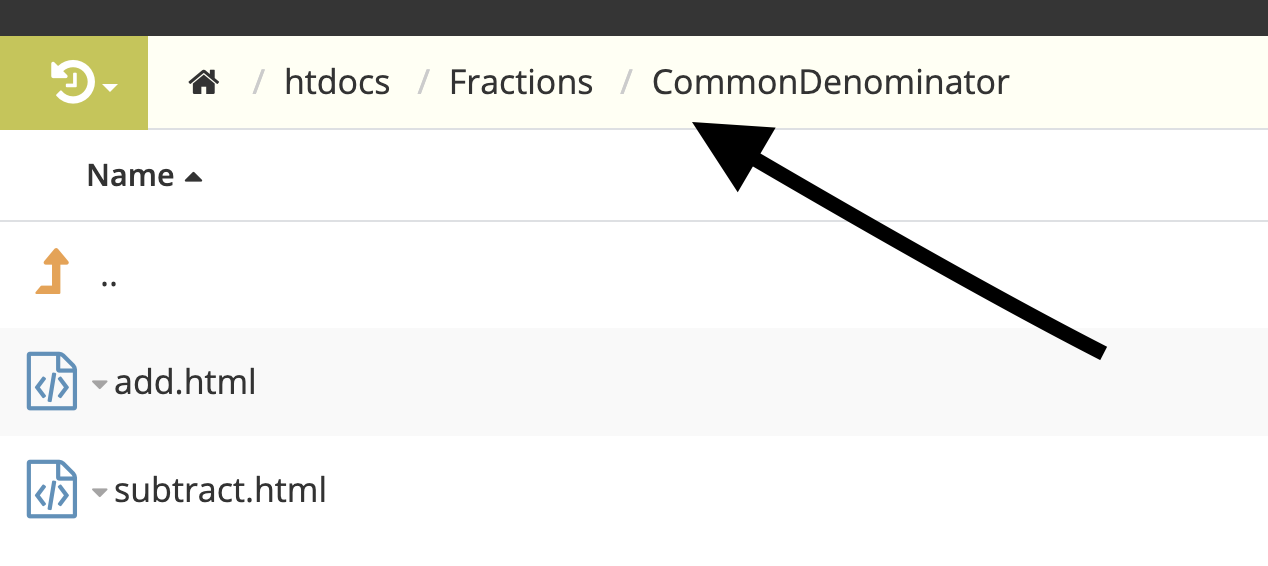 / htdocs / Fractions / CommonDenominator
Name
..
</> add.html
</> subtract.html